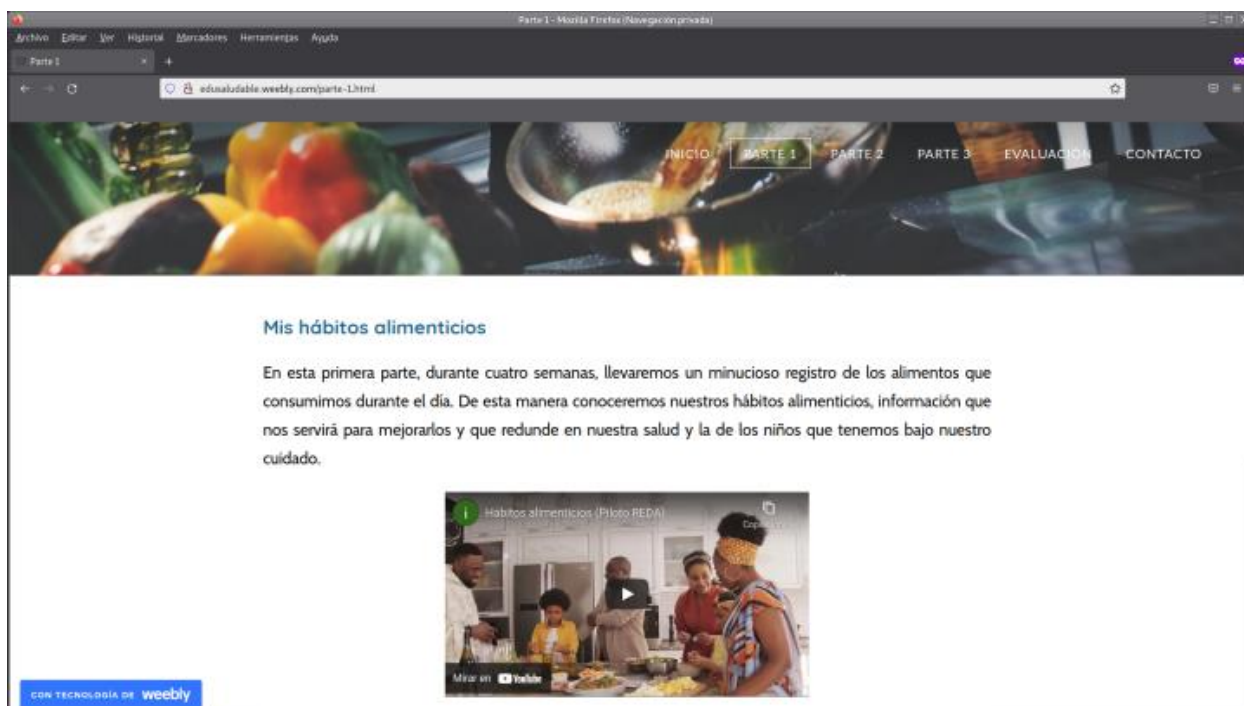 Parte 1 - Mozilla Firefox (Navegación privada)
Archivo Editar Ver Historial Marcadores Herramientas Ayuda
Parte 1
edusaludable.weebly.com/parte-1.html
INICIO PARTE 1 PARTE 2 PARTE 3 EVALUACIÓN CONTACTO
Mis hábitos alimenticios
En esta primera parte, durante cuatro semanas, llevaremos un minucioso registro de los alimentos que
consumimos durante el día. De esta manera conoceremos nuestros hábitos alimenticios, información que
nos servirá para mejorarlos y que redunde en nuestra salud y la de los niños que tenemos bajo nuestro
cuidado.
i Habitos alimenticios (Piloto REDA)
Mirar en YouTube
CON TECNOLOGÍA DE weebly